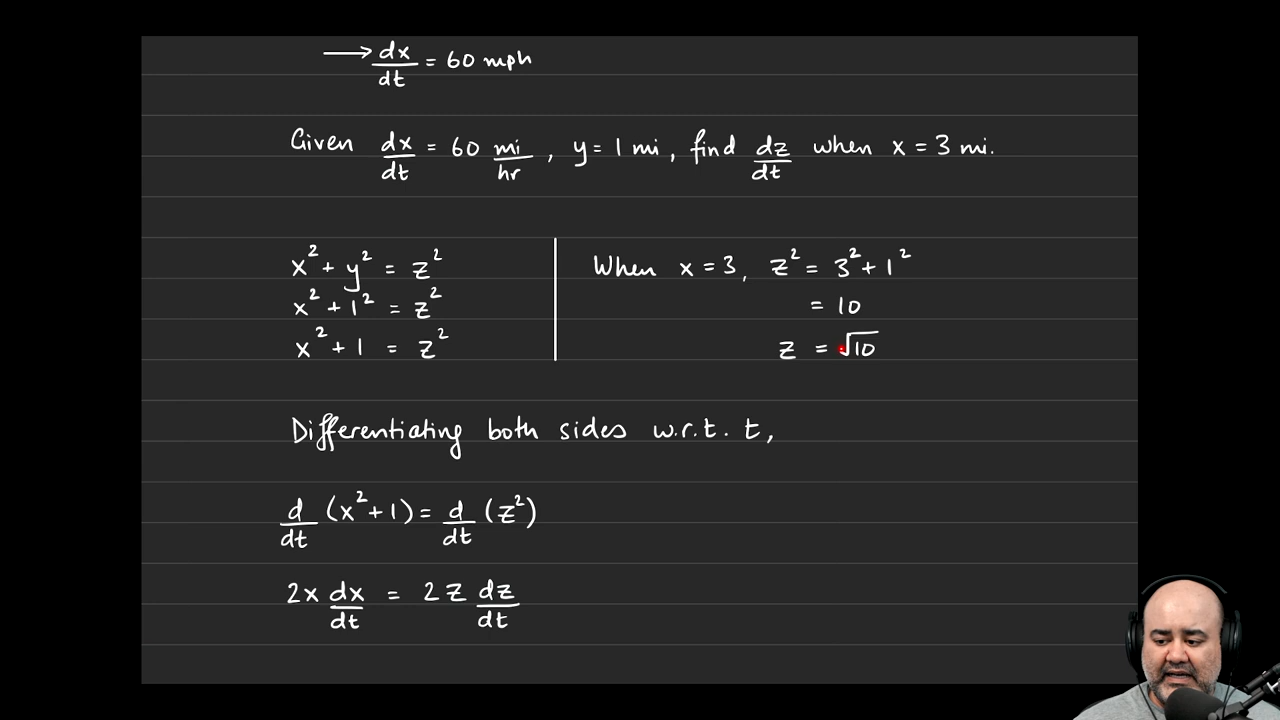 → dx/dt = 60 mph
Given dx/dt = 60 mi/hr, y = 1 mi, find dz/dt when x = 3 mi.
x² + y² = z²
x² + 1² = z²
x² + 1 = z²
When x = 3, z² = 3² + 1²
= 10
z = √10
Differentiating both sides w.r.t. t,
d/dt (x² + 1) = d/dt (z²)
2x dx/dt = 2z dz/dt